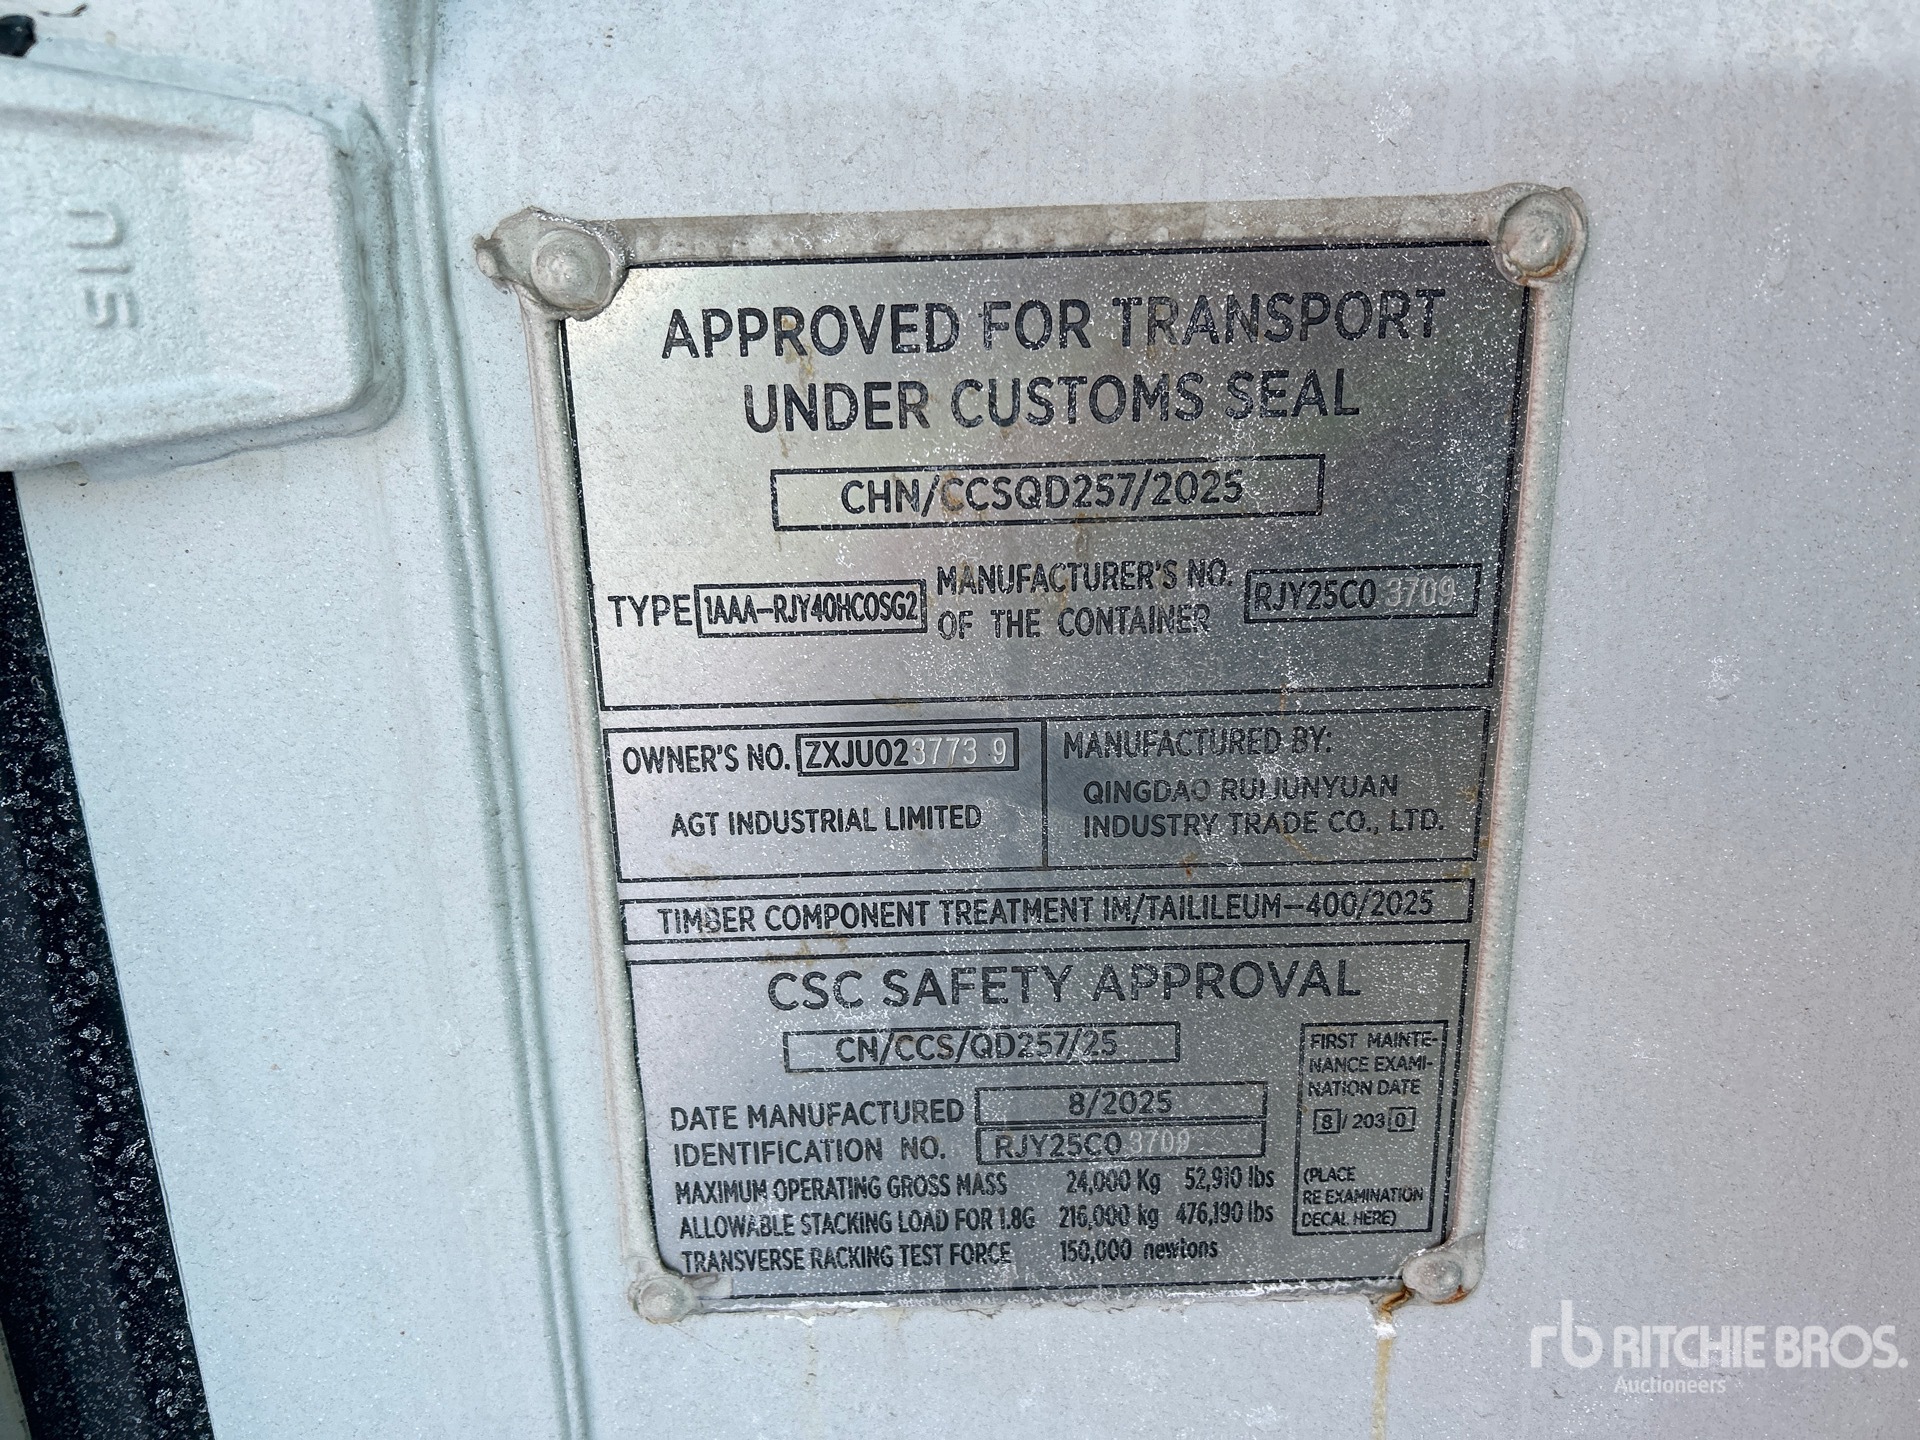 SIN
APPROVED FOR TRANSPORT
UNDER CUSTOMS SEAL
CHN/CCSQD257/2025
TYPE 1AAA-RJY40HCOSG2
MANUFACTURER'S NO.
OF THE CONTAINER
RJY25C0 3709
OWNER'S NO. ZXJU023773 9
AGT INDUSTRIAL LIMITED
MANUFACTURED BY:
QINGDAO RUIJUNYUAN
INDUSTRY TRADE CO., LTD.
TIMBER COMPONENT TREATMENT IM/TAILILEUM-400/2025
CSC SAFETY APPROVAL
CN/CCS/QD257/25
DATE MANUFACTURED 8/2025
IDENTIFICATION NO. RJY25C0 3709
MAXIMUM OPERATING GROSS MASS 24,000 Kg 52,910 lbs
ALLOWABLE STACKING LOAD FOR 1.8G 216,000 kg 476,190 lbs
TRANSVERSE RACKING TEST FORCE 150,000 newtons
FIRST MAINTE-
NANCE EXAMI-
NATION DATE
8/2030
(PLACE
RE EXAMINATION
DECAL HERE)
rb RITCHIE BROS.
Auctioneers